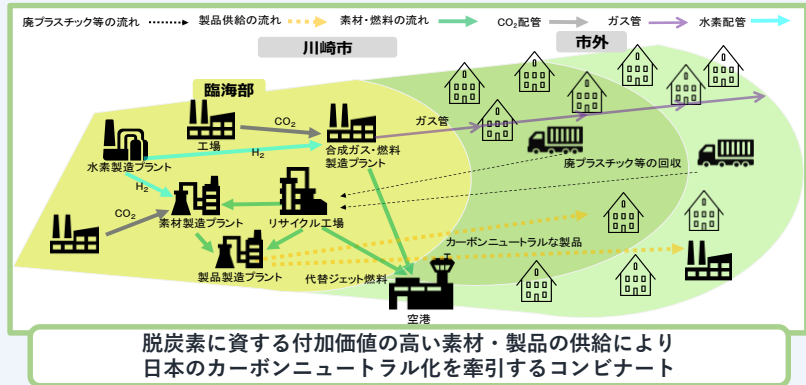 廃プラスチック等の流れ
製品供給の流れ
素材・燃料の流れ
CO₂配管
ガス管
水素配管
川崎市
市外
臨海部
工場
CO₂
合成ガス・燃料
製造プラント
ガス管
水素製造プラント
H₂
H₂
廃プラスチック等の回収
CO₂
素材製造プラント
リサイクル工場
製品製造プラント
カーボンニュートラルな製品
代替ジェット燃料
空港
脱炭素に資する付加価値の高い素材・製品の供給により
日本のカーボンニュートラル化を牽引するコンビナート